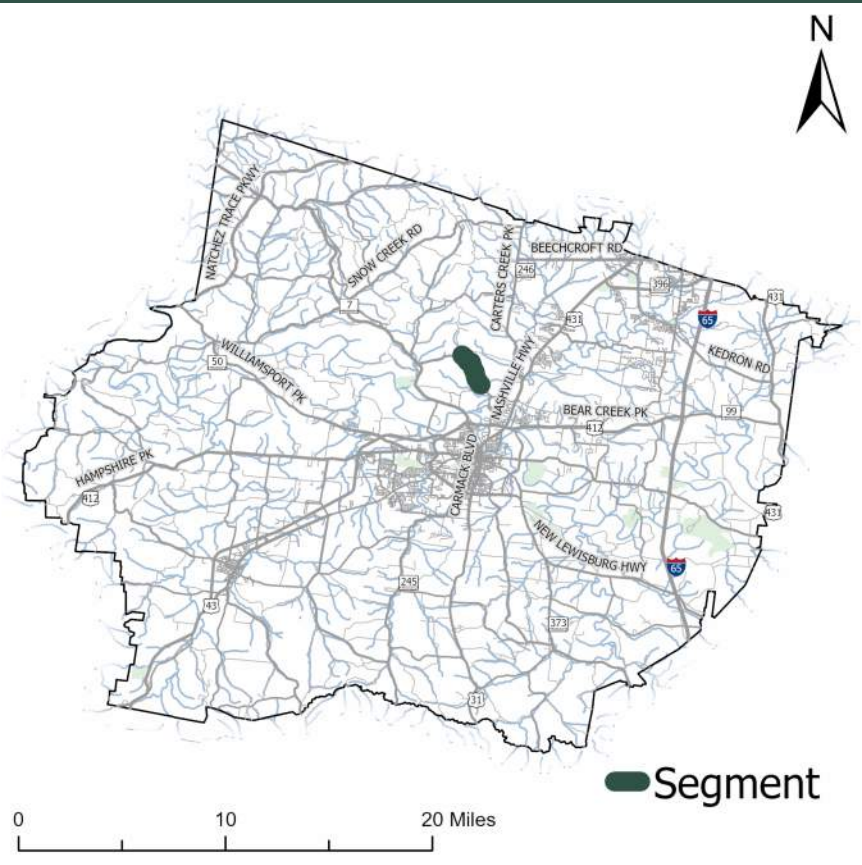 N
NATCHEZ TRACE PKWY
SNOW CREEK RD
CARTERS CREEK PK
BEECHCROFT RD
246
396
431
7
431
65
WILLIAMSPORT PK
50
NASHVILLE HWY
KEDRON RD
BEAR CREEK PK
99
412
HAMPSHIRE PK
412
CARMACK BLVD
431
NEW LEWISBURG HWY
65
245
43
373
31
Segment
0 10 20 Miles